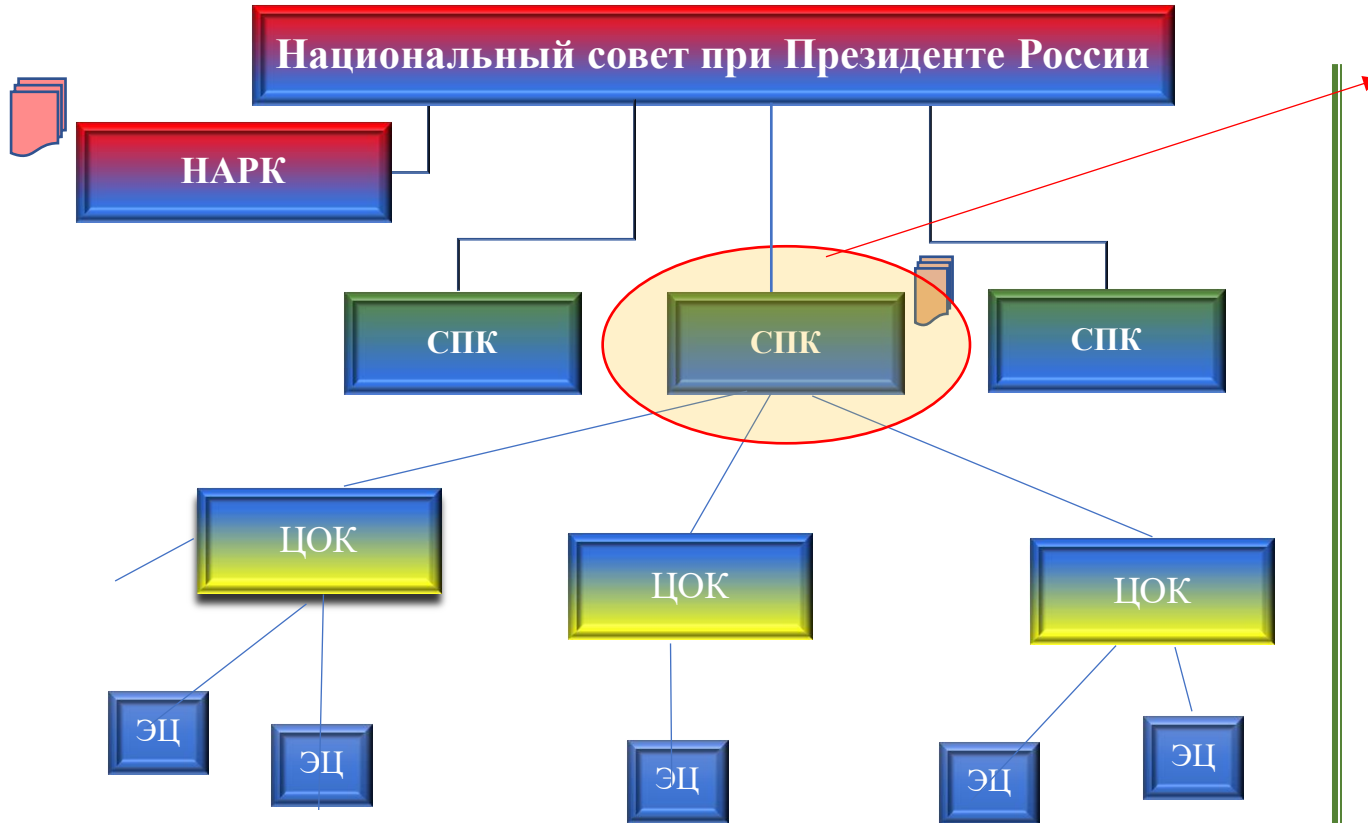 Национальный совет при Президенте России
НАРК
СПК
СПК
СПК
ЦОК
ЦОК
ЦОК
ЭЦ
ЭЦ
ЭЦ
ЭЦ
ЭЦ